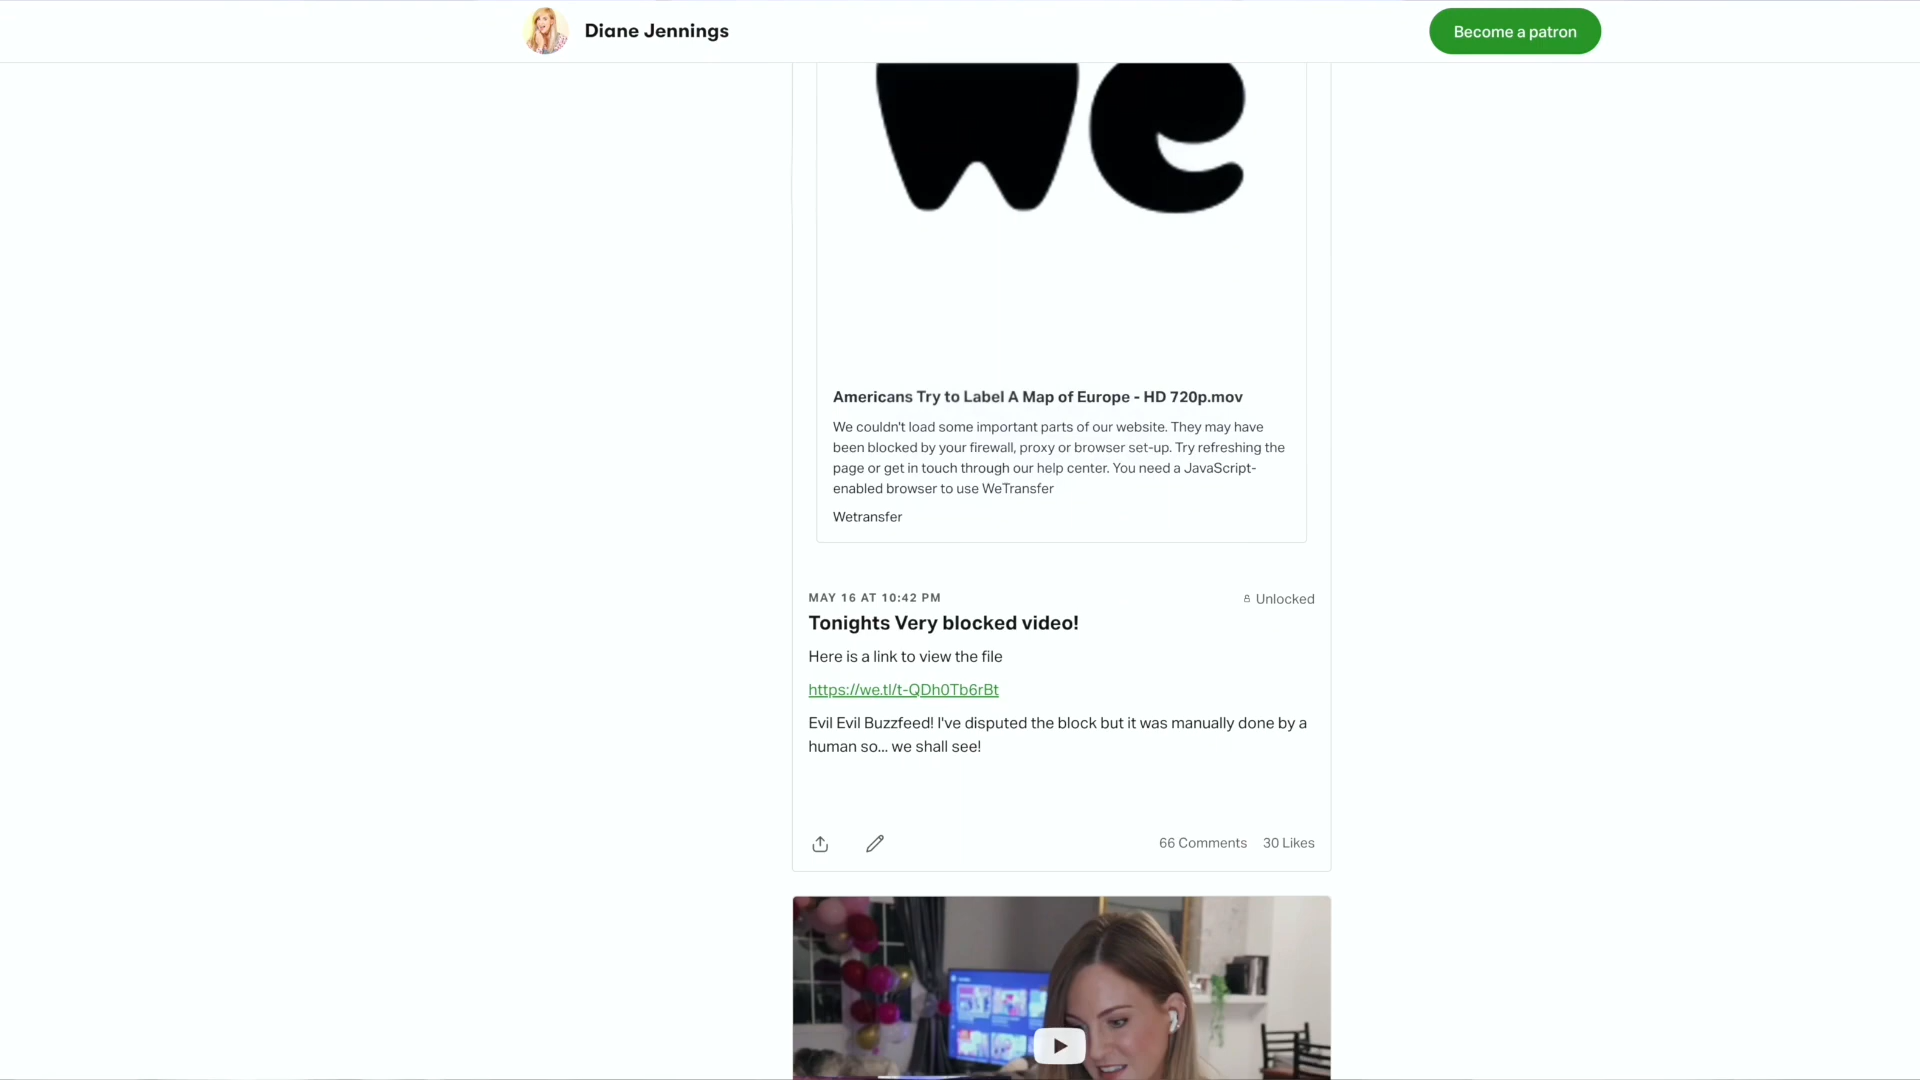 Diane Jennings
Become a patron
we
Americans Try to Label A Map of Europe - HD 720p.mov
We couldn't load some important parts of our website. They may have
been blocked by your firewall, proxy or browser set-up. Try refreshing the
page or get in touch through our help center. You need a JavaScript-
enabled browser to use WeTransfer
Wetransfer
MAY 16 AT 10:42 PM
Unlocked
Tonights Very blocked video!
Here is a link to view the file
https://we.tl/t-QDh0Tb6rBt
Evil Evil Buzzfeed! I've disputed the block but it was manually done by a
human so... we shall see!
66 Comments
30 Likes